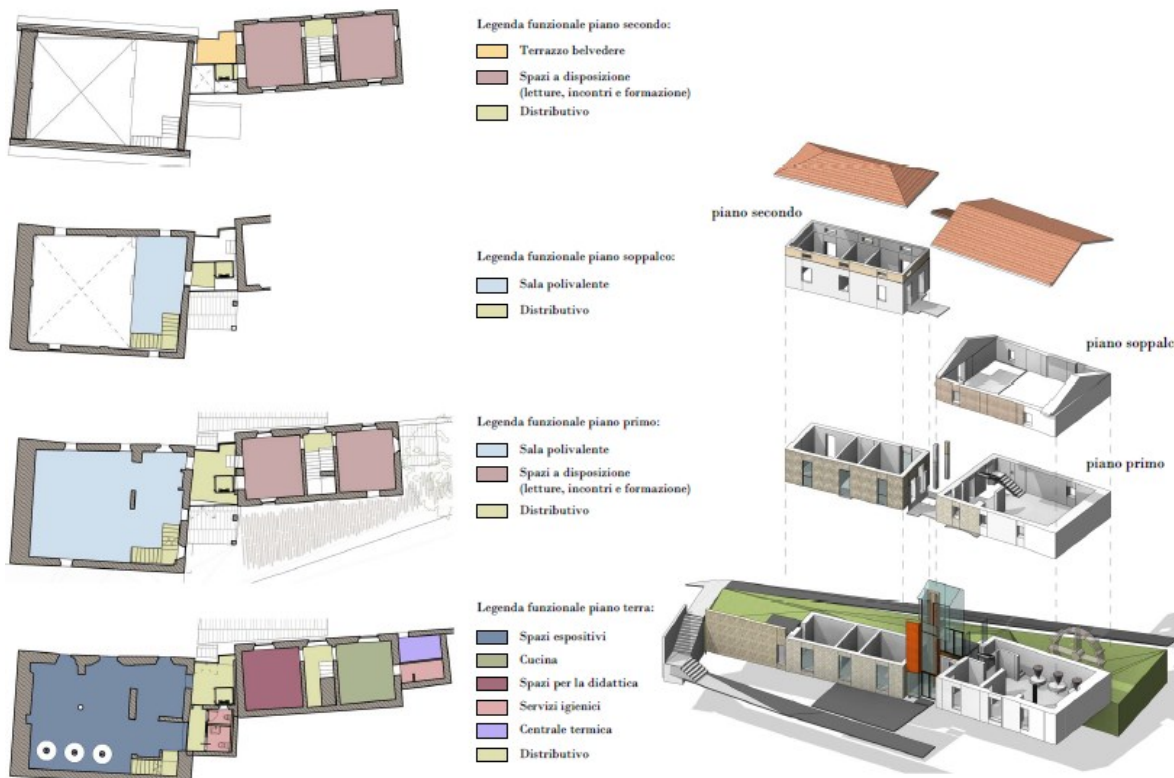 Legenda funzionale piano secondo:
Terrazzo belvedere
Spazi a disposizione
(letture, incontri e formazione)
Distributivo
Legenda funzionale piano soppalco:
Sala polivalente
Distributivo
Legenda funzionale piano primo:
Sala polivalente
Spazi a disposizione
(letture, incontri e formazione)
Distributivo
Legenda funzionale piano terra:
Spazi espositivi
Cucina
Spazi per la didattica
Servizi igienici
Centrale termica
Distributivo
piano secondo
piano soppalc
piano primo